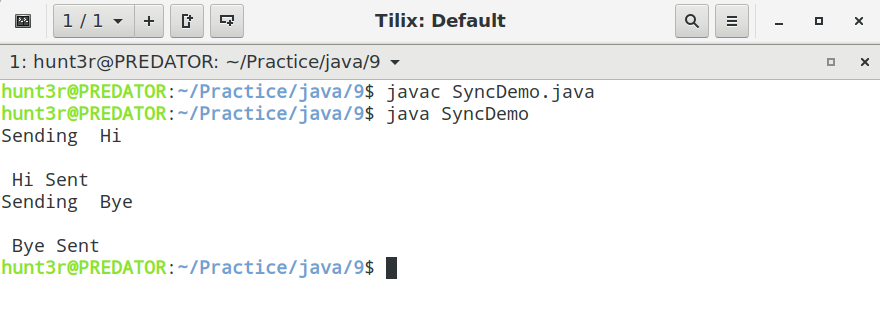 1 / 1
Tilix: Default
1: hunt3r@PREDATOR: ~/Practice/java/9
hunt3r@PREDATOR:~/Practice/java/9$ javac SyncDemo.java
hunt3r@PREDATOR:~/Practice/java/9$ java SyncDemo
Sending  Hi
 Hi Sent
Sending  Bye
 Bye Sent
hunt3r@PREDATOR:~/Practice/java/9$